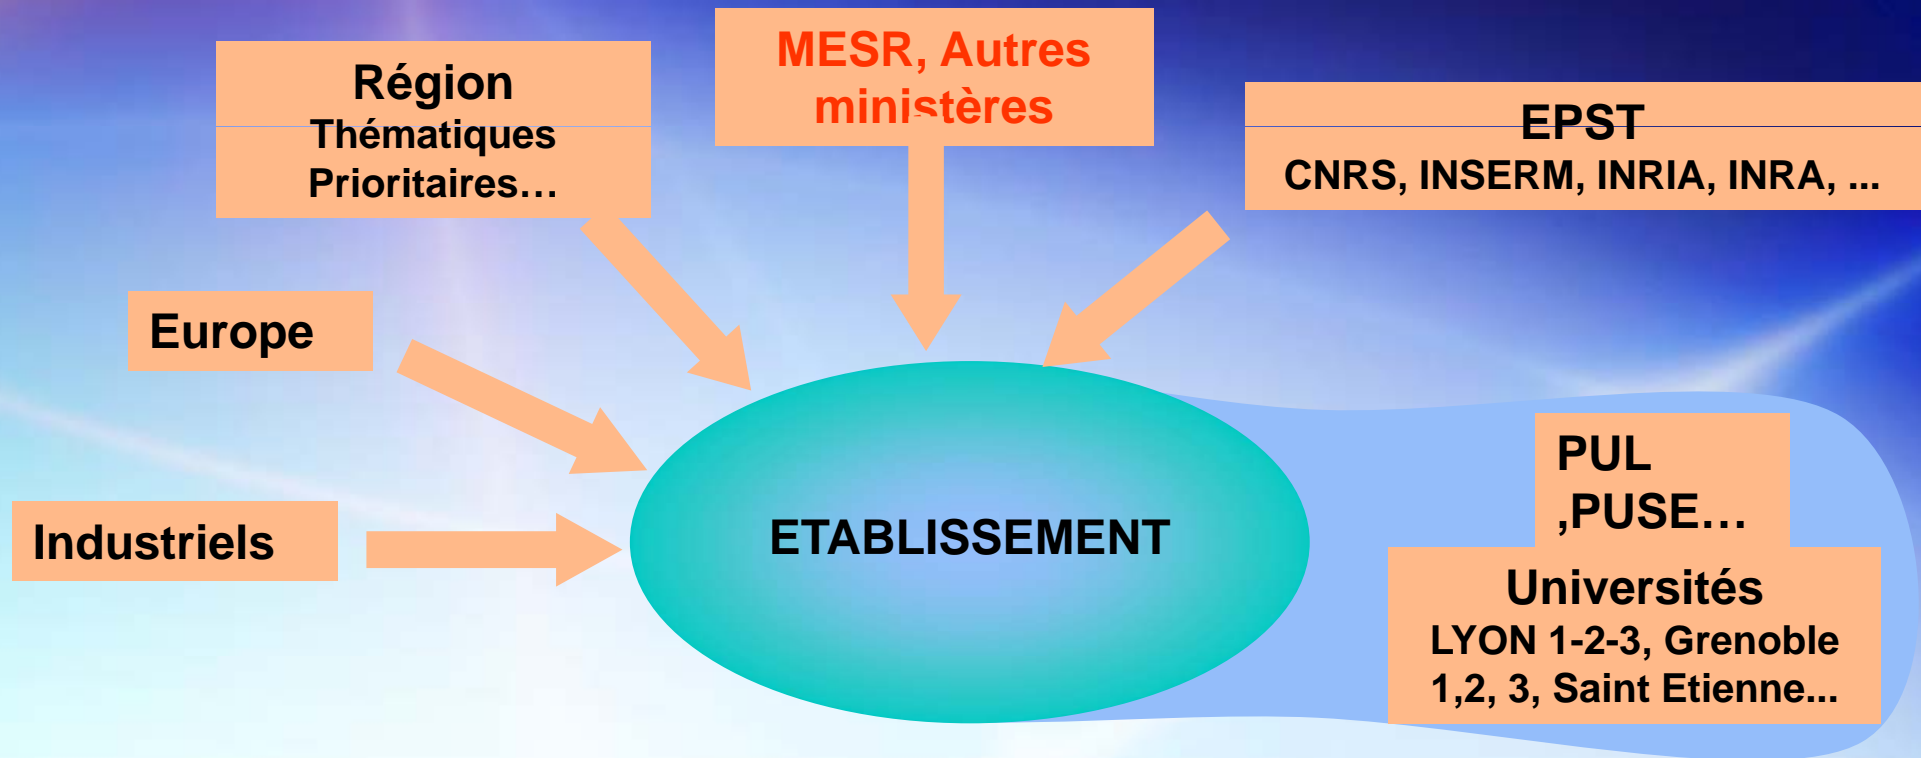 MESR, Autres
ministères
Région
Thématiques
Prioritaires…
EPST
CNRS, INSERM, INRIA, INRA, ...
Europe
Industriels
ETABLISSEMENT
PUL
,PUSE…
Universités
LYON 1-2-3, Grenoble
1,2, 3, Saint Etienne...